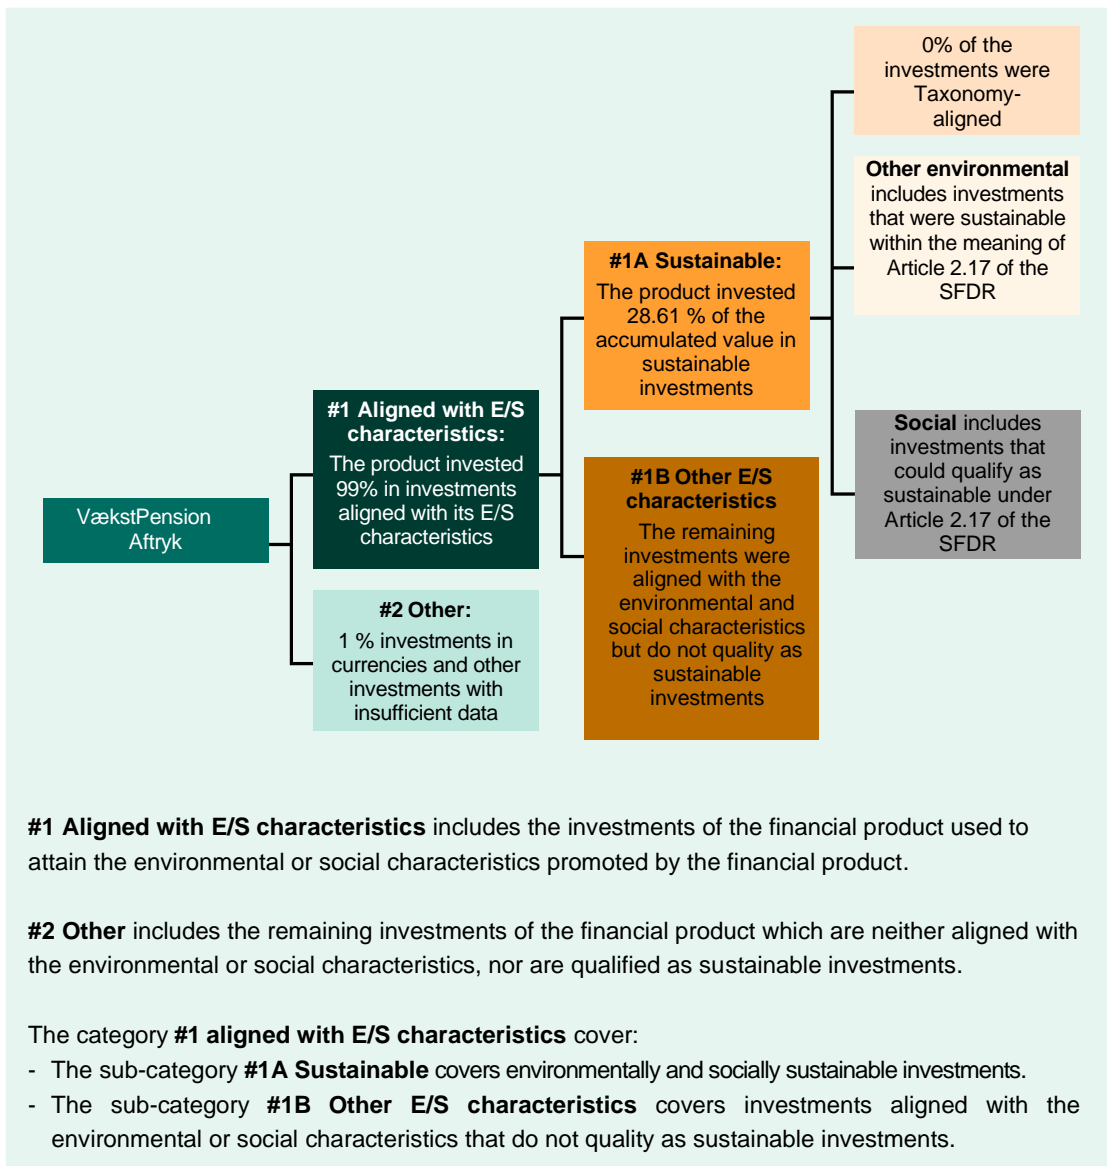 0% of the
investments were
Taxonomy-
aligned
Other environmental
includes investments
that were sustainable
within the meaning of
Article 2.17 of the
SFDR
#1A Sustainable:
The product invested
28.61 % of the
accumulated value in
sustainable
investments
#1 Aligned with E/S
characteristics:
The product invested
99% in investments
aligned with its E/S
characteristics
Social includes
investments that
could qualify as
sustainable under
Article 2.17 of the
SFDR
#1B Other E/S
characteristics
The remaining
investments were
aligned with the
environmental and
social characteristics
but do not quality as
sustainable
investments
VækstPension
Aftryk
#2 Other:
1 % investments in
currencies and other
investments with
insufficient data
#1 Aligned with E/S characteristics includes the investments of the financial product used to
attain the environmental or social characteristics promoted by the financial product.
#2 Other includes the remaining investments of the financial product which are neither aligned with
the environmental or social characteristics, nor are qualified as sustainable investments.
The category #1 aligned with E/S characteristics cover:
- The sub-category #1A Sustainable covers environmentally and socially sustainable investments.
- The sub-category #1B Other E/S characteristics covers investments aligned with the
environmental or social characteristics that do not quality as sustainable investments.